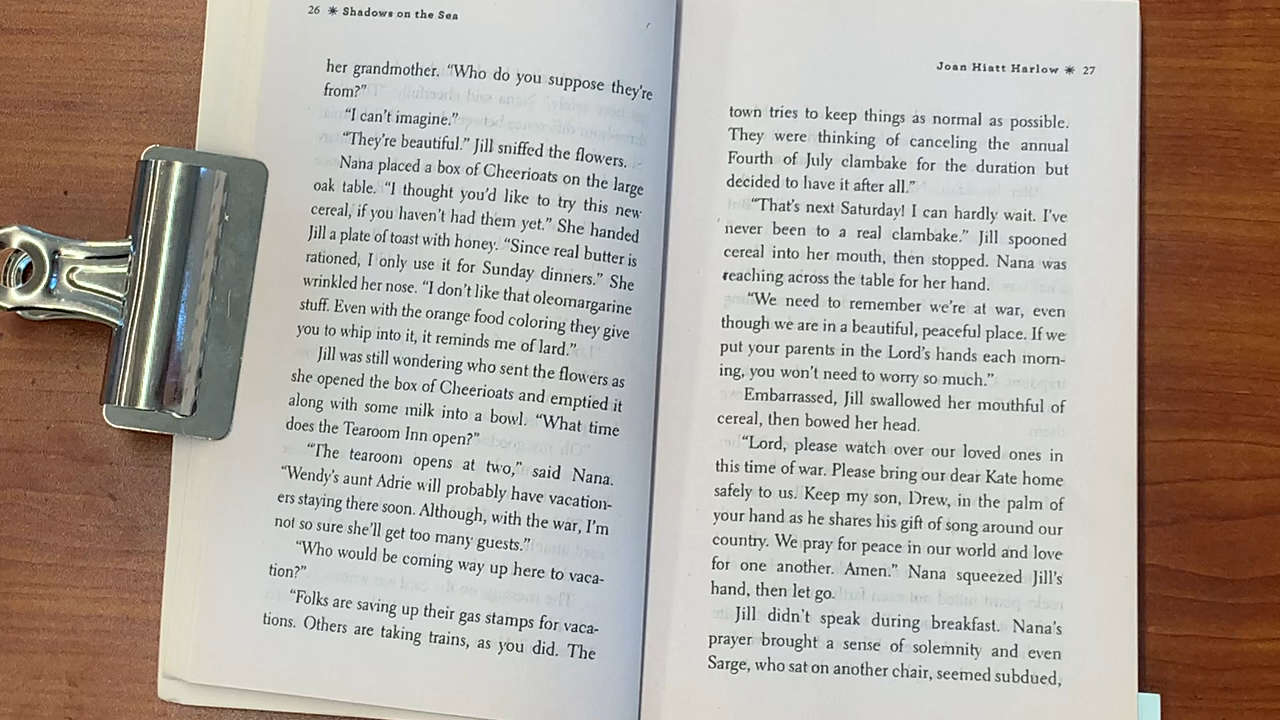 26 ✳ Shadows on the Sea
her grandmother. “Who do you suppose they’re
from?”
“I can’t imagine.”
“They’re beautiful.” Jill sniffed the flowers.
Nana placed a box of Cheerioats on the large
oak table. “I thought you’d like to try this new
cereal, if you haven’t had them yet.” She handed
Jill a plate of toast with honey. “Since real butter is
rationed, I only use it for Sunday dinners.” She
wrinkled her nose. “I don’t like that oleomargarine
stuff. Even with the orange food coloring they give
you to whip into it, it reminds me of lard.”
Jill was still wondering who sent the flowers as
she opened the box of Cheerioats and emptied it
along with some milk into a bowl. “What time
does the Tearoom Inn open?”
“The tearoom opens at two,” said Nana.
“Wendy’s aunt Adrie will probably have vacation-
ers staying there soon. Although, with the war, I’m
not so sure she’ll get too many guests.”
“Who would be coming way up here to vaca-
tion?”
“Folks are saving up their gas stamps for vaca-
tions. Others are taking trains, as you did. The
Joan Hiatt Harlow ✳ 27
town tries to keep things as normal as possible.
They were thinking of canceling the annual
Fourth of July clambake for the duration but
decided to have it after all.”
“That’s next Saturday! I can hardly wait. I’ve
never been to a real clambake.” Jill spooned
cereal into her mouth, then stopped. Nana was
reaching across the table for her hand.
“We need to remember we’re at war, even
though we are in a beautiful, peaceful place. If we
put your parents in the Lord’s hands each morn-
ing, you won’t need to worry so much.”
Embarrassed, Jill swallowed her mouthful of
cereal, then bowed her head.
“Lord, please watch over our loved ones in
this time of war. Please bring our dear Kate home
safely to us. Keep my son, Drew, in the palm of
your hand as he shares his gift of song around our
country. We pray for peace in our world and love
for one another. Amen.” Nana squeezed Jill’s
hand, then let go.
Jill didn’t speak during breakfast. Nana’s
prayer brought a sense of solemnity and even
Sarge, who sat on another chair, seemed subdued,